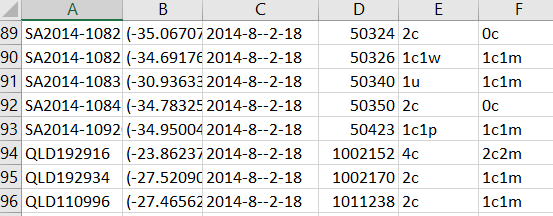 A B C D E F
89 SA2014-1082 (-35.06707 2014-8--2-18 50324 2c 0c
90 SA2014-1082 (-34.69176 2014-8--2-18 50326 1c1w 1c1m
91 SA2014-1083 (-30.93633 2014-8--2-18 50340 1u 1c1m
92 SA2014-1084 (-34.78325 2014-8--2-18 50350 2c 0c
93 SA2014-1092 (-34.95004 2014-8--2-18 50423 1c1p 1c1m
94 QLD192916 (-23.86237 2014-8--2-18 1002152 4c 2c2m
95 QLD192934 (-27.52090 2014-8--2-18 1002170 2c 1c1m
96 QLD110996 (-27.46562 2014-8--2-18 1011238 2c 1c1m